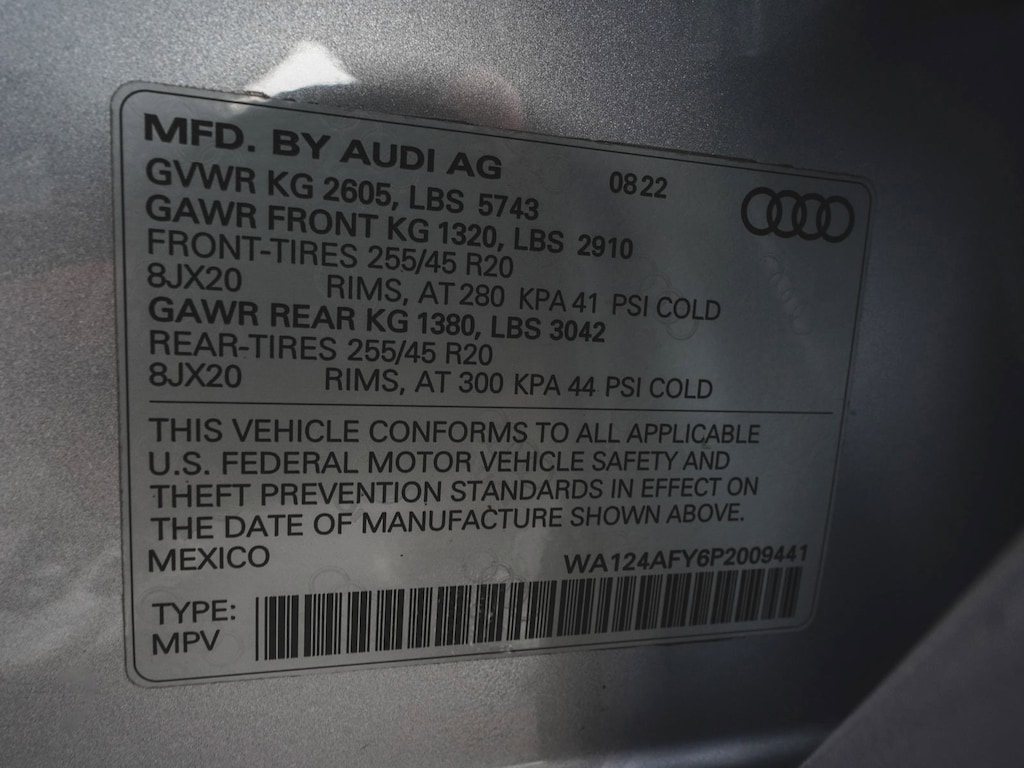 MFD. BY AUDI AG 08 22
GVWR KG 2605, LBS 5743
GAWR FRONT KG 1320, LBS 2910
FRONT-TIRES 255/45 R20
8JX20 RIMS, AT 280 KPA 41 PSI COLD
GAWR REAR KG 1380, LBS 3042
REAR-TIRES 255/45 R20
8JX20 RIMS, AT 300 KPA 44 PSI COLD
THIS VEHICLE CONFORMS TO ALL APPLICABLE
U.S. FEDERAL MOTOR VEHICLE SAFETY AND
THEFT PREVENTION STANDARDS IN EFFECT ON
THE DATE OF MANUFACTURE SHOWN ABOVE.
MEXICO WA124AFY6P2009441
TYPE:
MPV